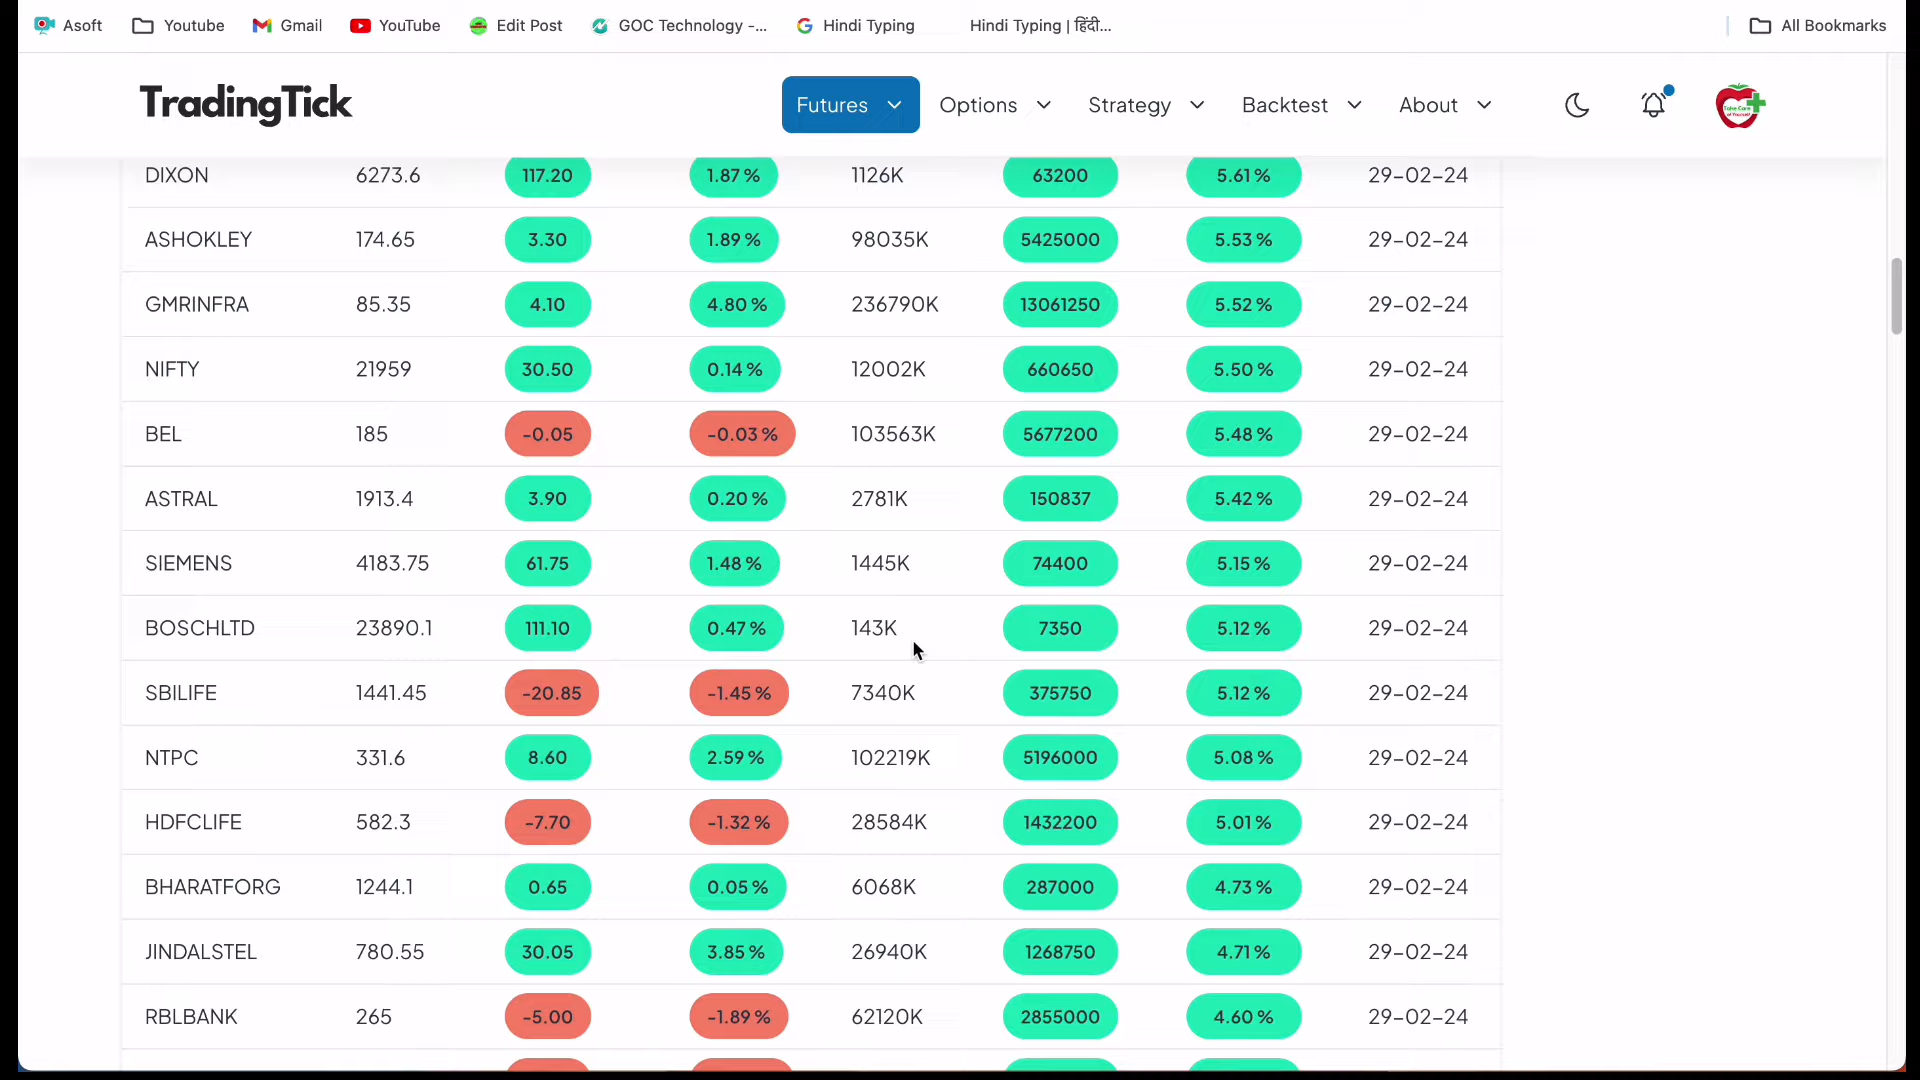 Asoft Youtube Gmail YouTube Edit Post GOC Technology -... Hindi Typing Hindi Typing | हिंदी... All Bookmarks
TradingTick Futures Options Strategy Backtest About
DIXON 6273.6 117.20 1.87 % 1126K 63200 5.61 % 29-02-24
ASHOKLEY 174.65 3.30 1.89 % 98035K 5425000 5.53 % 29-02-24
GMRINFRA 85.35 4.10 4.80 % 236790K 13061250 5.52 % 29-02-24
NIFTY 21959 30.50 0.14 % 12002K 660650 5.50 % 29-02-24
BEL 185 -0.05 -0.03 % 103563K 5677200 5.48 % 29-02-24
ASTRAL 1913.4 3.90 0.20 % 2781K 150837 5.42 % 29-02-24
SIEMENS 4183.75 61.75 1.48 % 1445K 74400 5.15 % 29-02-24
BOSCHLTD 23890.1 111.10 0.47 % 143K 7350 5.12 % 29-02-24
SBILIFE 1441.45 -20.85 -1.45 % 7340K 375750 5.12 % 29-02-24
NTPC 331.6 8.60 2.59 % 102219K 5196000 5.08 % 29-02-24
HDFCLIFE 582.3 -7.70 -1.32 % 28584K 1432200 5.01 % 29-02-24
BHARATFORG 1244.1 0.65 0.05 % 6068K 287000 4.73 % 29-02-24
JINDALSTEL 780.55 30.05 3.85 % 26940K 1268750 4.71 % 29-02-24
RBLBANK 265 -5.00 -1.89 % 62120K 2855000 4.60 % 29-02-24